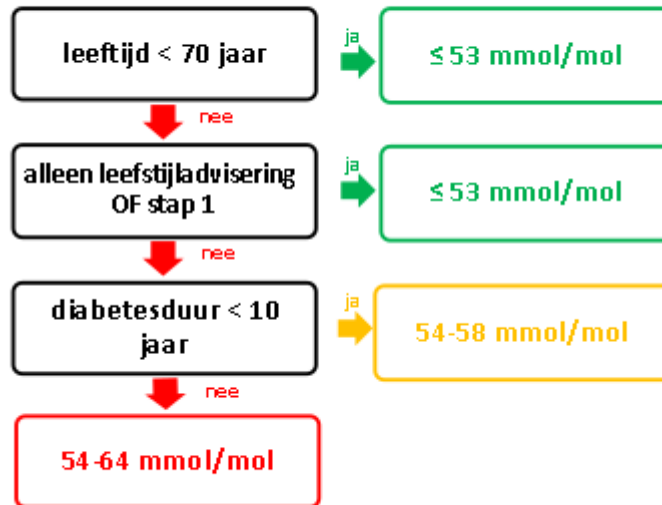 leeftijd < 70 jaar
ja
≤ 53 mmol/mol
nee
alleen leefstijladvisering
OF stap 1
ja
≤ 53 mmol/mol
nee
diabetesduur < 10
jaar
ja
54-58 mmol/mol
nee
54-64 mmol/mol